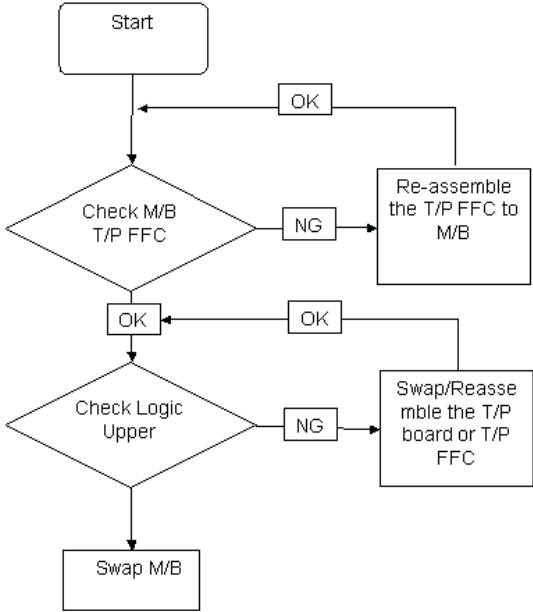 Start
OK
Check M/B
T/P FFC
NG
Re-assemble
the T/P FFC to
M/B
OK
OK
Check Logic
Upper
NG
Swap/Reasse
mble the T/P
board or T/P
FFC
Swap M/B